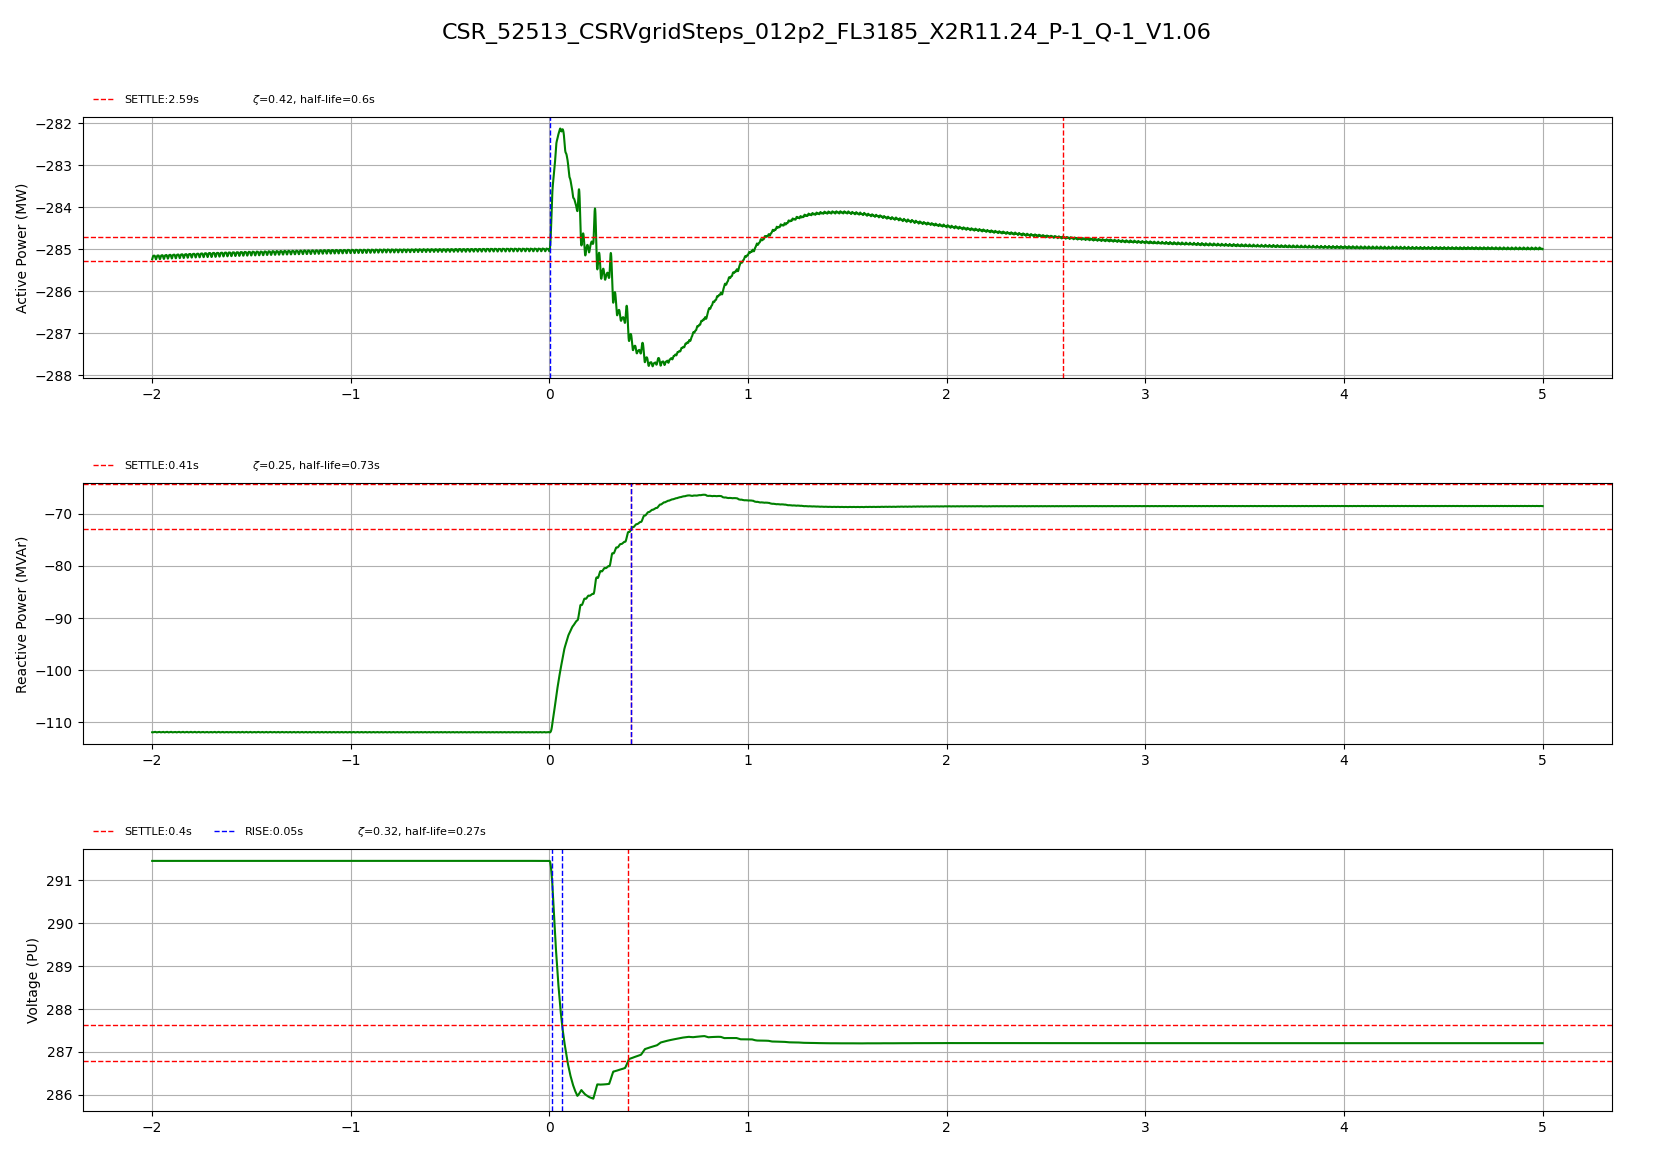 CSR_52513_CSRVgridSteps_012p2_FL3185_X2R11.24_P-1_Q-1_V1.06
SETTLE:2.59s ζ=0.42, half-life=0.6s
Active Power (MW)
−282
−283
−284
−285
−286
−287
−288
−2 −1 0 1 2 3 4 5
SETTLE:0.41s ζ=0.25, half-life=0.73s
Reactive Power (MVAr)
−70
−80
−90
−100
−110
−2 −1 0 1 2 3 4 5
SETTLE:0.4s RISE:0.05s ζ=0.32, half-life=0.27s
Voltage (PU)
291
290
289
288
287
286
−2 −1 0 1 2 3 4 5